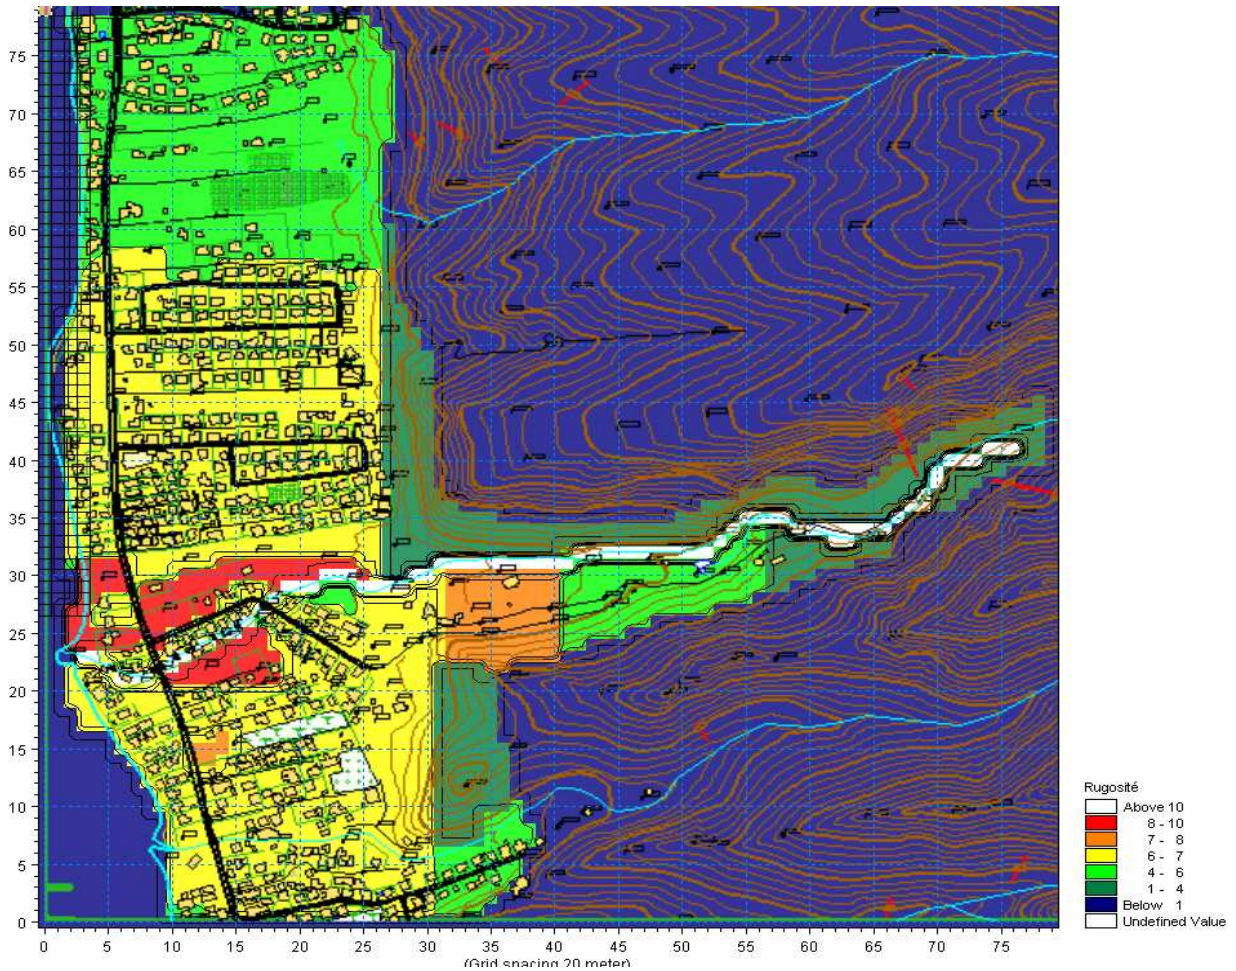 75
70
65
60
55
50
45
40
35
30
25
20
15
10
5
0
0 5 10 15 20 25 30 35 40 45 50 55 60 65 70 75
(Grid spacing 20 meter)
Rugosité
Above 10
8 - 10
7 - 8
6 - 7
4 - 6
1 - 4
Below 1
Undefined Value